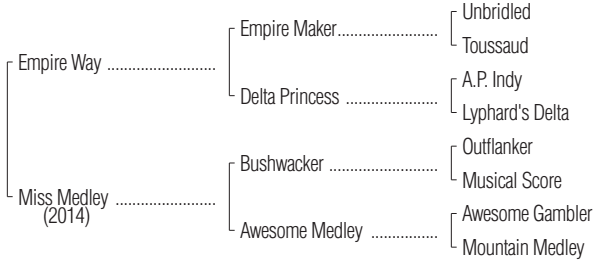 Unbridled
Empire Maker........................
Toussaud
Empire Way ..........................
A.P. Indy
Delta Princess ......................
Lyphard's Delta
Outflanker
Bushwacker ..........................
Musical Score
Miss Medley ........................
(2014)
Awesome Gambler
Awesome Medley ................
Mountain Medley